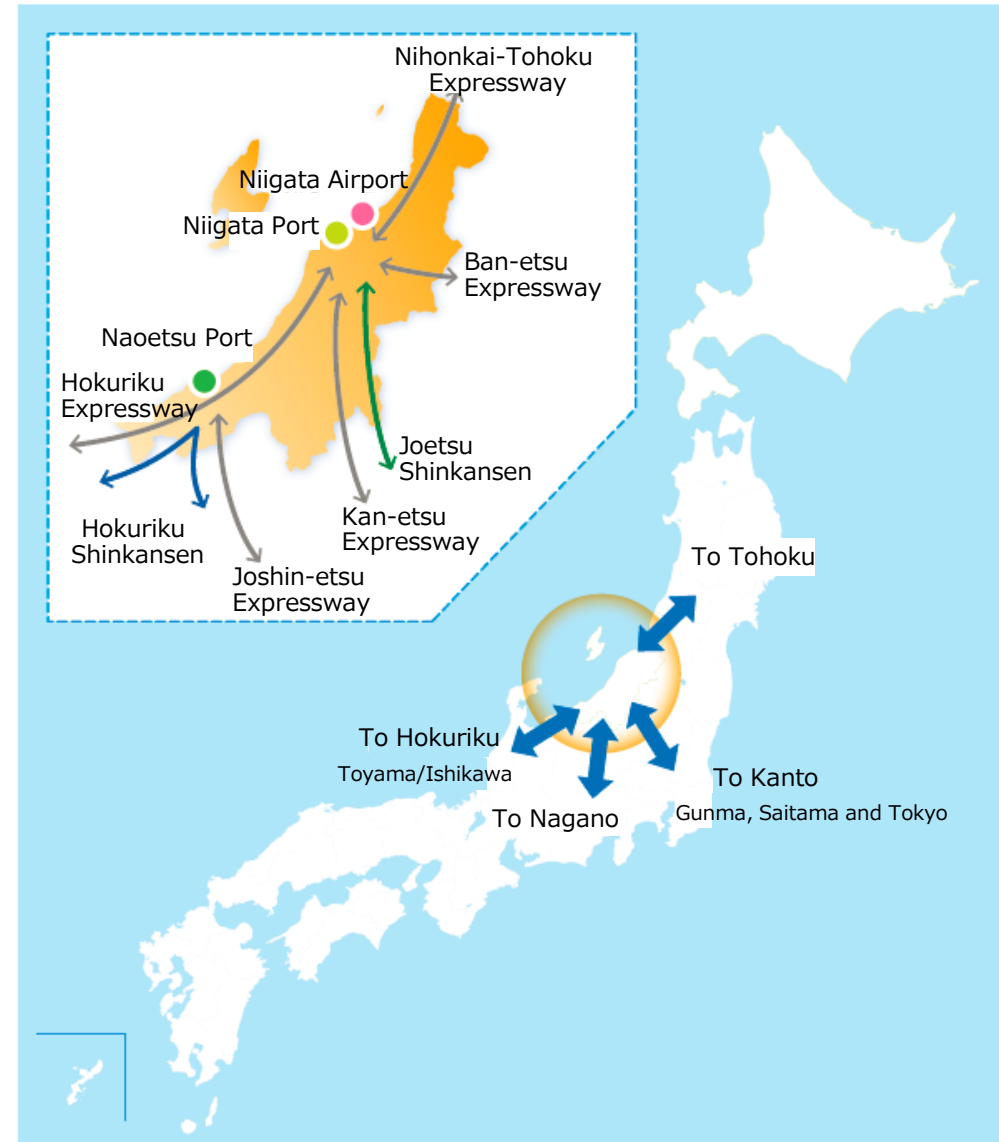 Nihonkai-Tohoku
Expressway
Niigata Airport
Niigata Port
Ban-etsu
Expressway
Naoetsu Port
Hokuriku
Expressway
Joetsu
Shinkansen
Kan-etsu
Expressway
Hokuriku
Shinkansen
Joshin-etsu
Expressway
To Tohoku
To Hokuriku
Toyama/Ishikawa
To Kanto
Gunma, Saitama and Tokyo
To Nagano